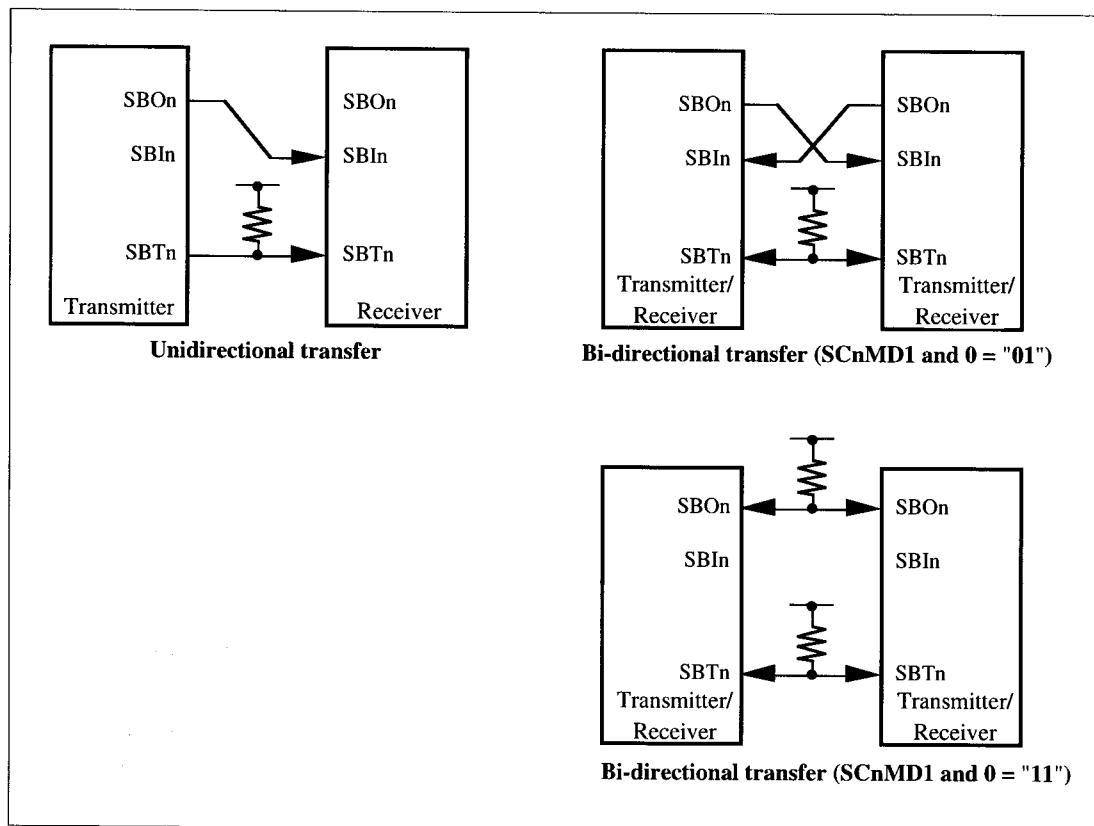 SBOn
SBIn
SBTn
Transmitter
SBOn
SBIn
SBTn
Receiver
Unidirectional transfer
SBOn
SBIn
SBTn
Transmitter/
Receiver
SBOn
SBIn
SBTn
Transmitter/
Receiver
Bi-directional transfer (SCnMD1 and 0 = "01")
SBOn
SBIn
SBTn
Transmitter/
Receiver
SBOn
SBIn
SBTn
Transmitter/
Receiver
Bi-directional transfer (SCnMD1 and 0 = "11")